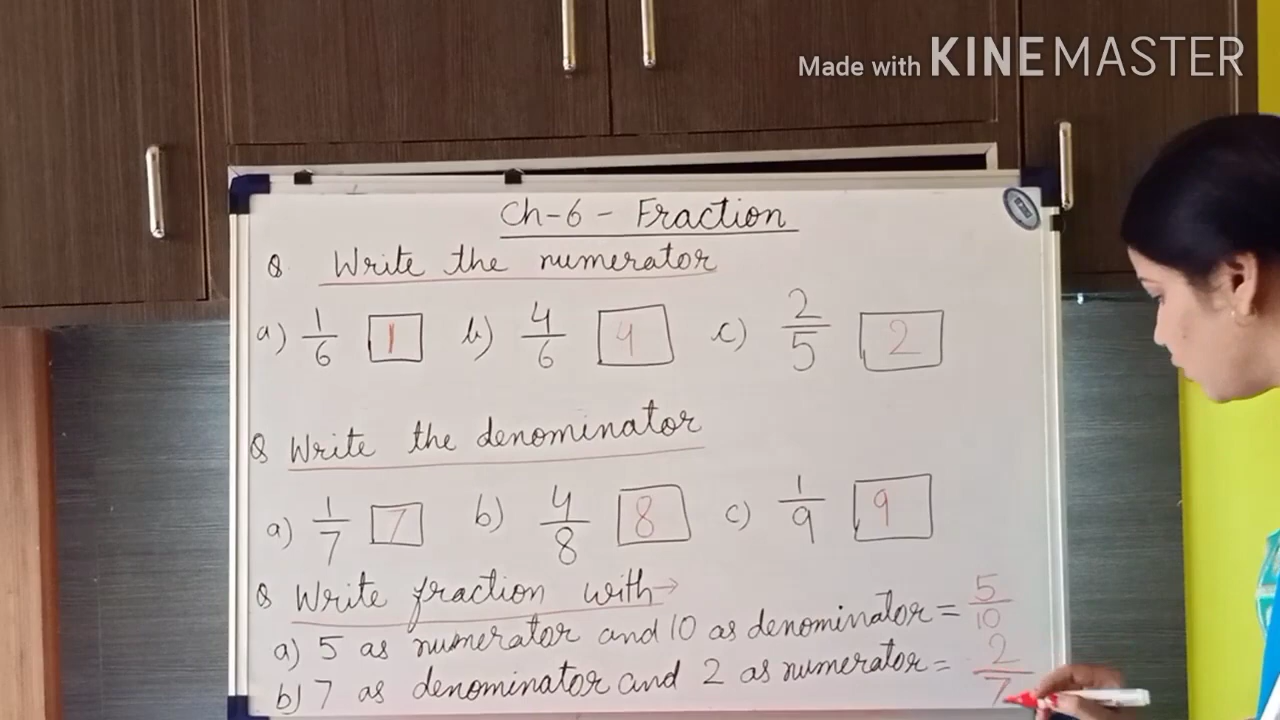 Made with KINEMASTER
Ch-6 - Fraction
Q. Write the numerator
a) 1/6 1 b) 4/6 4 c) 2/5 2
Q Write the denominator
a) 1/7 7 b) 4/8 8 c) 1/9 9
Q Write fraction with→
a) 5 as numerator and 10 as denominator = 5/10
b) 7 as denominator and 2 as numerator = 2/7